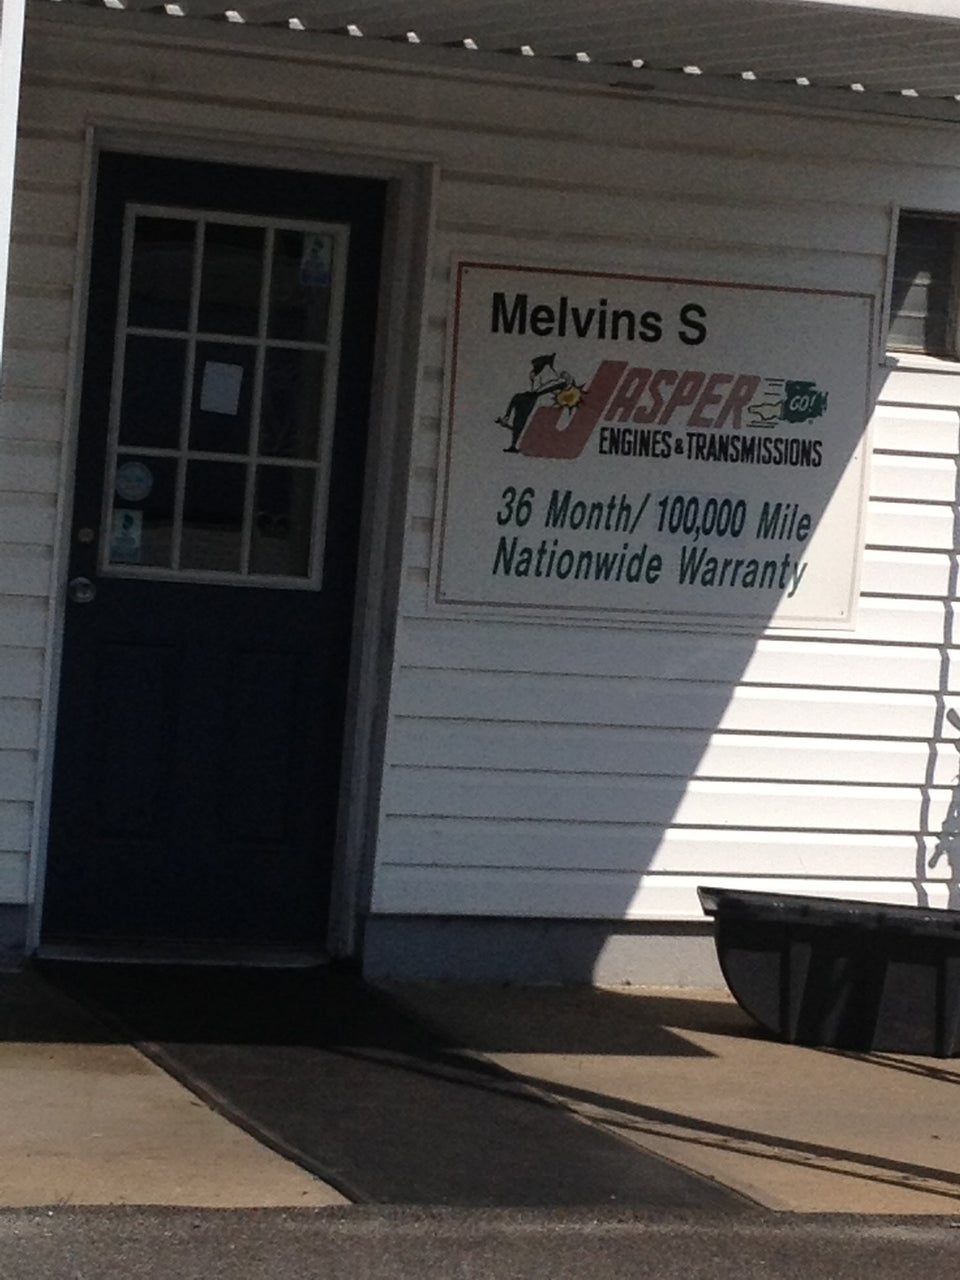 Melvins S
JASPER GO!
ENGINES & TRANSMISSIONS
36 Month/ 100,000 Mile
Nationwide Warranty